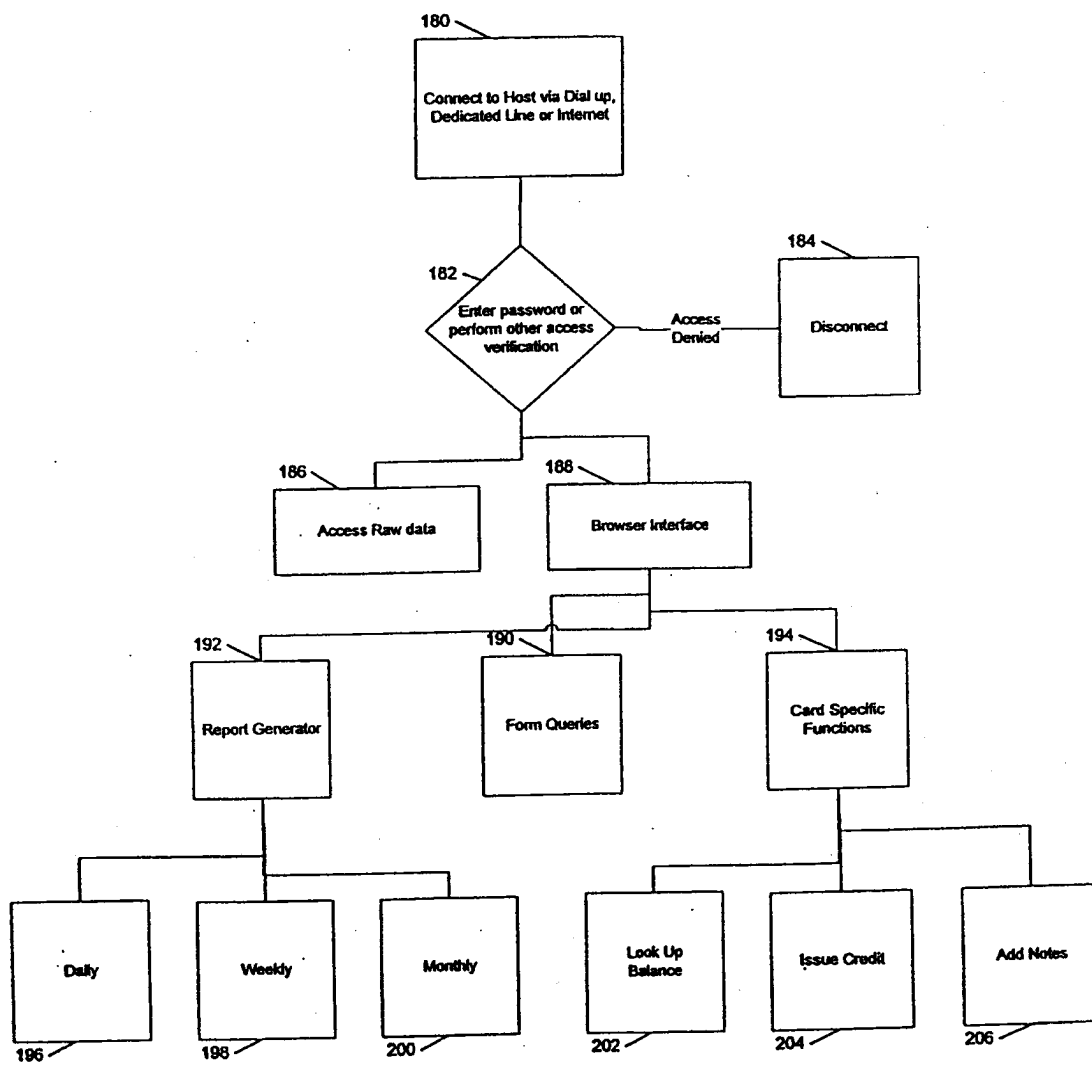 180
Connect to Host via Dial up,
Dedicated Line or Internet
182
Enter password or
perform other access
verification
Access
Denied
184
Disconnect
186
Access Raw data
188
Browser Interface
192
Report Generator
190
Form Queries
194
Card Specific
Functions
Daily
196
Weekly
198
Monthly
200
Look Up
Balance
202
Issue Credit
204
Add Notes
206